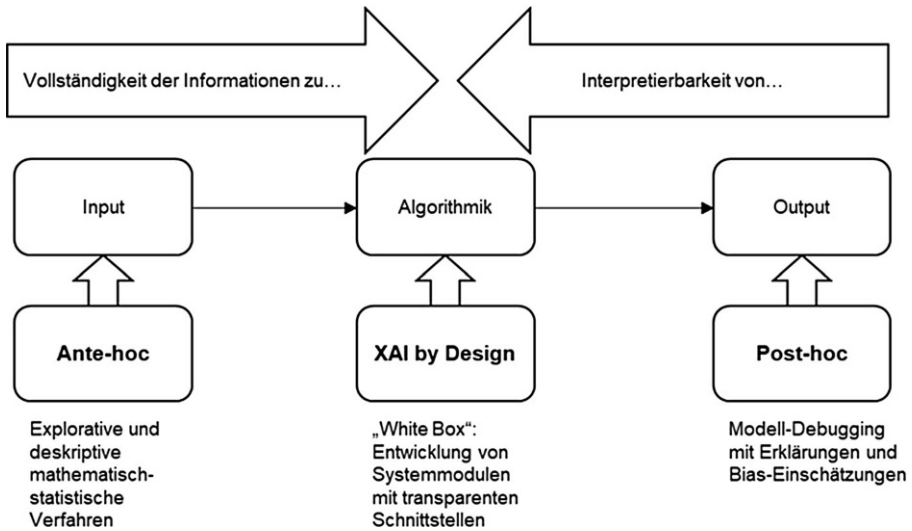 Vollständigkeit der Informationen zu…
Interpretierbarkeit von…
Input
Algorithmik
Output
Ante-hoc
XAI by Design
Post-hoc
Explorative und
deskriptive
mathematisch-
statistische
Verfahren
„White Box“:
Entwicklung von
Systemmodulen
mit transparenten
Schnittstellen
Modell-Debugging
mit Erklärungen und
Bias-Einschätzungen